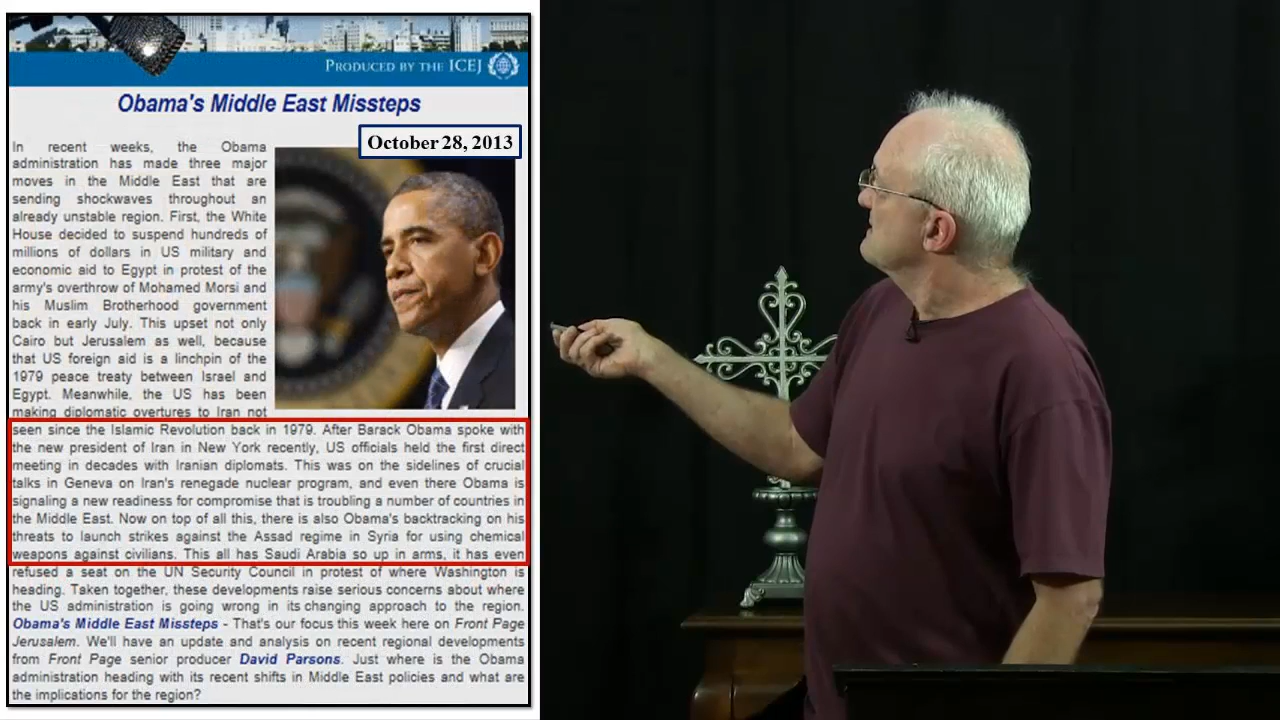 PRODUCED BY THE ICEJ
Obama's Middle East Missteps
October 28, 2013
In recent weeks, the Obama
administration has made three major
moves in the Middle East that are
sending shockwaves throughout an
already unstable region. First, the White
House decided to suspend hundreds of
millions of dollars in US military and
economic aid to Egypt in protest of the
army's overthrow of Mohamed Morsi and
his Muslim Brotherhood government
back in early July. This upset not only
Cairo but Jerusalem as well, because
that US foreign aid is a linchpin of the
1979 peace treaty between Israel and
Egypt. Meanwhile, the US has been
making diplomatic overtures to Iran not
seen since the Islamic Revolution back in 1979. After Barack Obama spoke with
the new president of Iran in New York recently, US officials held the first direct
meeting in decades with Iranian diplomats. This was on the sidelines of crucial
talks in Geneva on Iran's renegade nuclear program, and even there Obama is
signaling a new readiness for compromise that is troubling a number of countries in
the Middle East. Now on top of all this, there is also Obama's backtracking on his
threats to launch strikes against the Assad regime in Syria for using chemical
weapons against civilians. This all has Saudi Arabia so up in arms, it has even
refused a seat on the UN Security Council in protest of where Washington is
heading. Taken together, these developments raise serious concerns about where
the US administration is going wrong in its changing approach to the region.
Obama's Middle East Missteps - That's our focus this week here on Front Page
Jerusalem. We'll have an update and analysis on recent regional developments
from Front Page senior producer David Parsons. Just where is the Obama
administration heading with its recent shifts in Middle East policies and what are
the implications for the region?